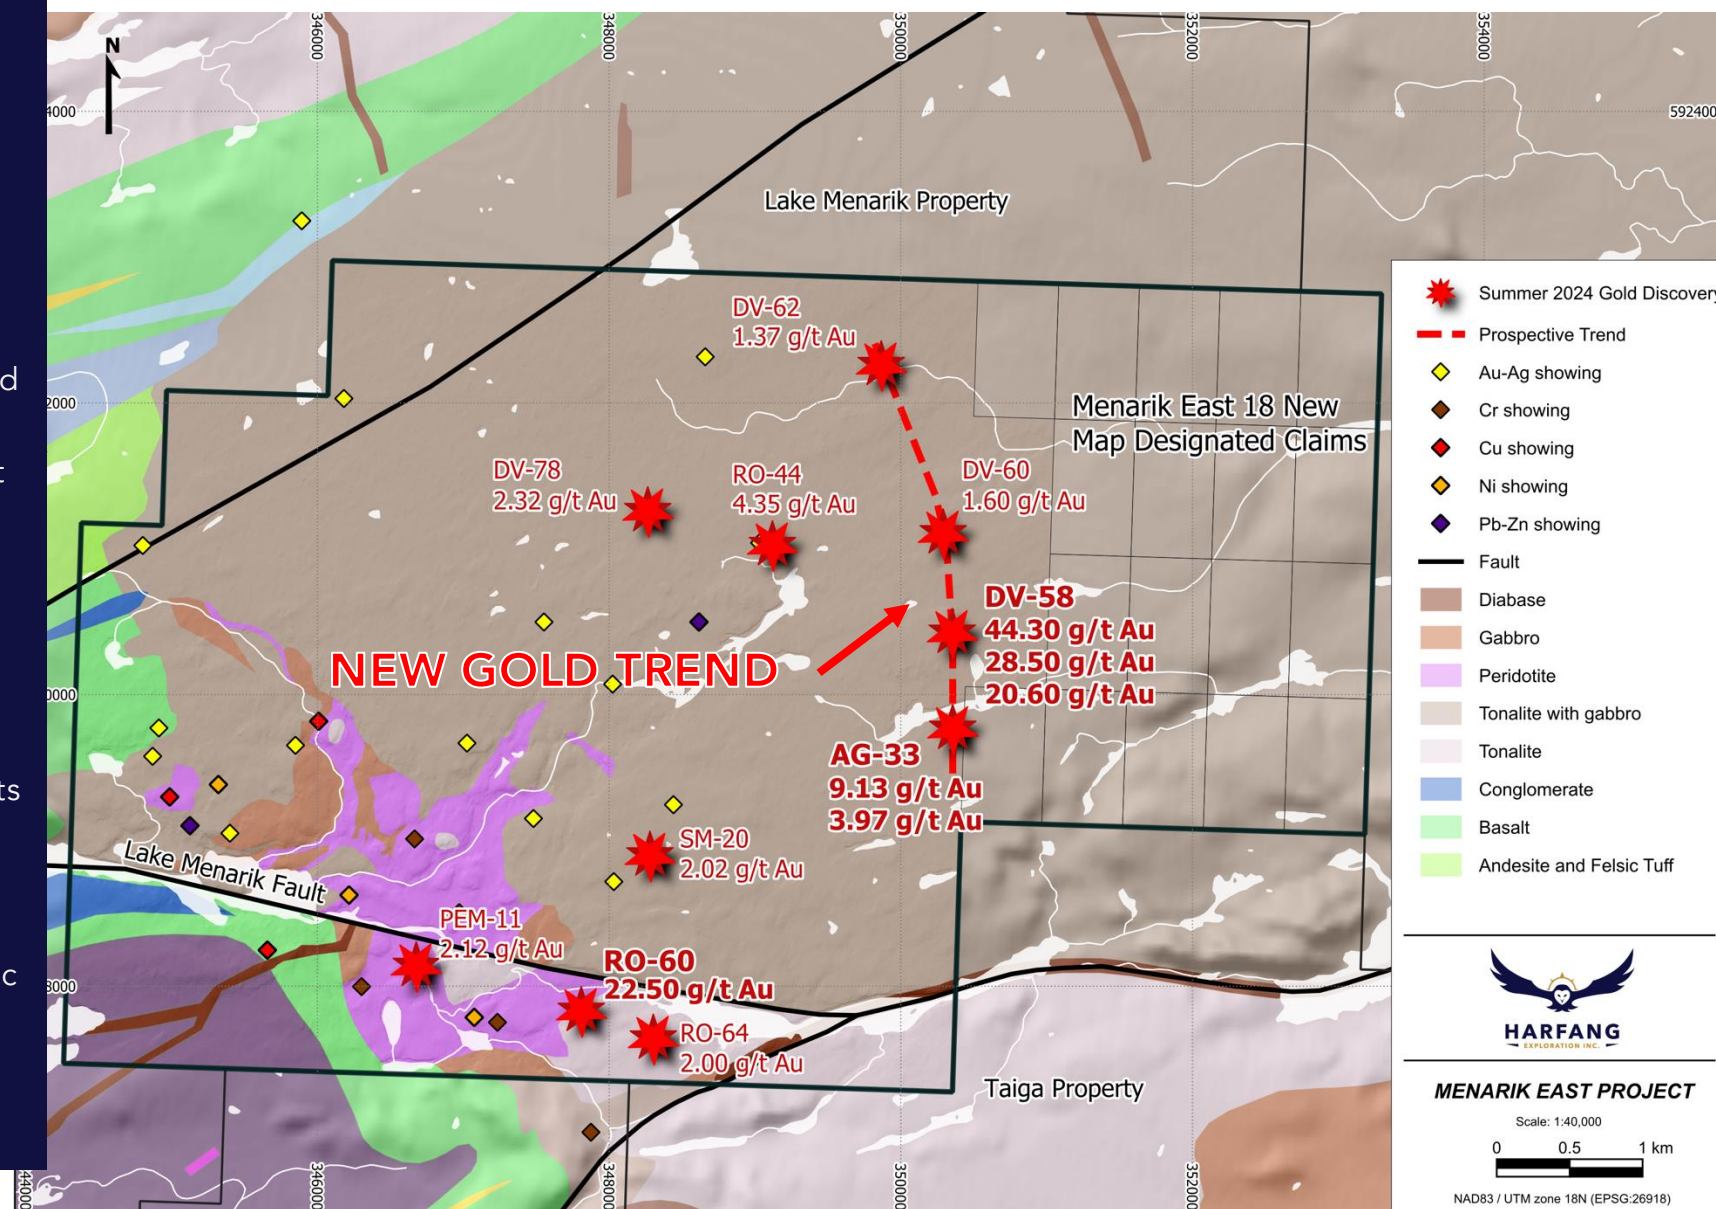 N
346000
348000
350000
352000
354000
4000
592400
Lake Menarik Property
DV-62
1.37 g/t Au
2000
Menarik East 18 New
Map Designated Claims
DV-78
2.32 g/t Au
RO-44
4.35 g/t Au
DV-60
1.60 g/t Au
DV-58
44.30 g/t Au
28.50 g/t Au
20.60 g/t Au
NEW GOLD TREND
0000
AG-33
9.13 g/t Au
3.97 g/t Au
SM-20
2.02 g/t Au
Lake Menarik Fault
PEM-11
2.12 g/t Au
RO-60
22.50 g/t Au
8000
RO-64
2.00 g/t Au
Taiga Property
44000
346000
348000
350000
352000
d
t
ts
c
Summer 2024 Gold Discovery
Prospective Trend
Au-Ag showing
Cr showing
Cu showing
Ni showing
Pb-Zn showing
Fault
Diabase
Gabbro
Peridotite
Tonalite with gabbro
Tonalite
Conglomerate
Basalt
Andesite and Felsic Tuff
HARFANG
EXPLORATION INC.
MENARIK EAST PROJECT
Scale: 1:40,000
0 0.5 1 km
NAD83 / UTM zone 18N (EPSG:26918)